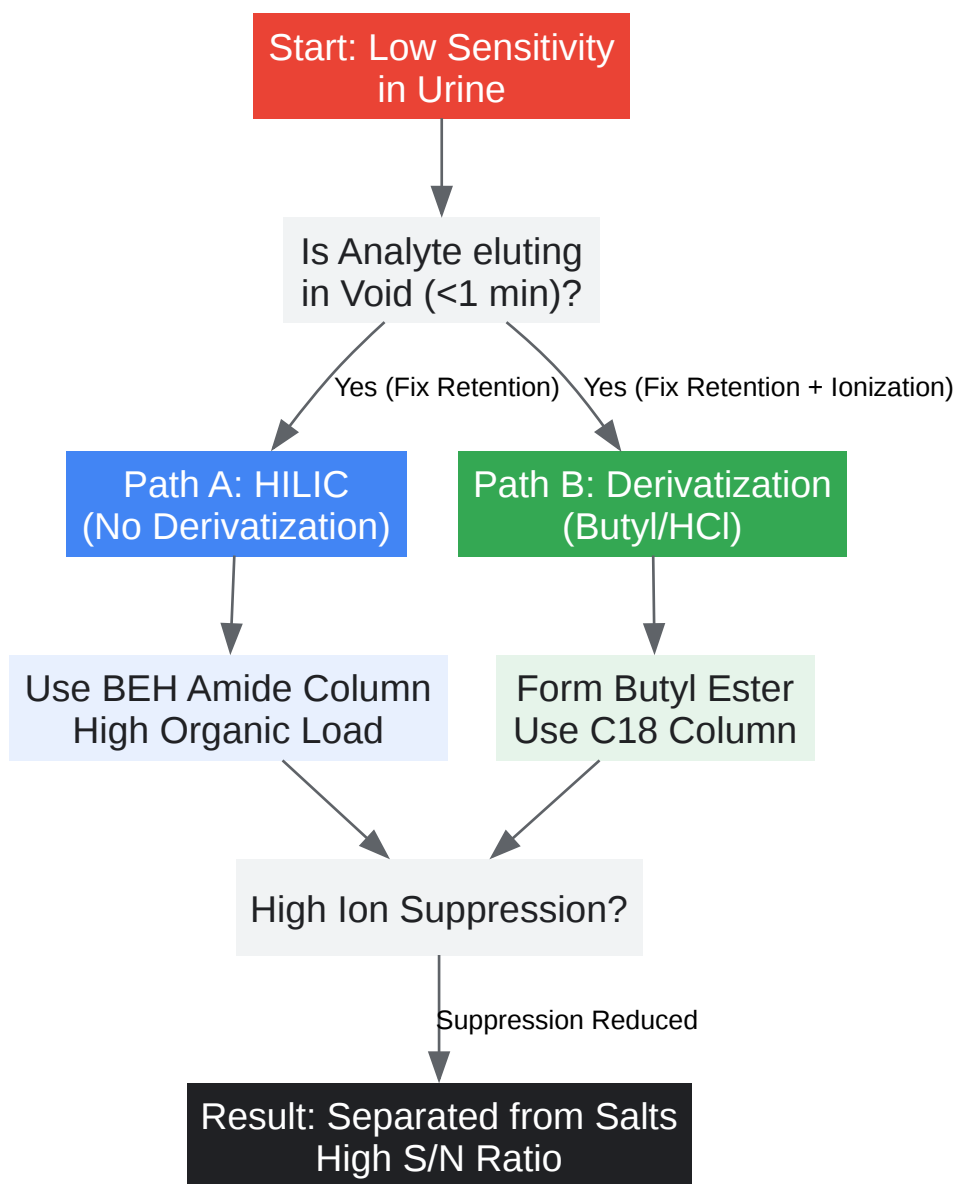 Start: Low Sensitivity
in Urine
Is Analyte eluting
in Void (<1 min)?
Yes (Fix Retention)
Yes (Fix Retention + Ionization)
Path A: HILIC
(No Derivatization)
Path B: Derivatization
(Butyl/HCl)
Use BEH Amide Column
High Organic Load
Form Butyl Ester
Use C18 Column
High Ion Suppression?
Suppression Reduced
Result: Separated from Salts
High S/N Ratio